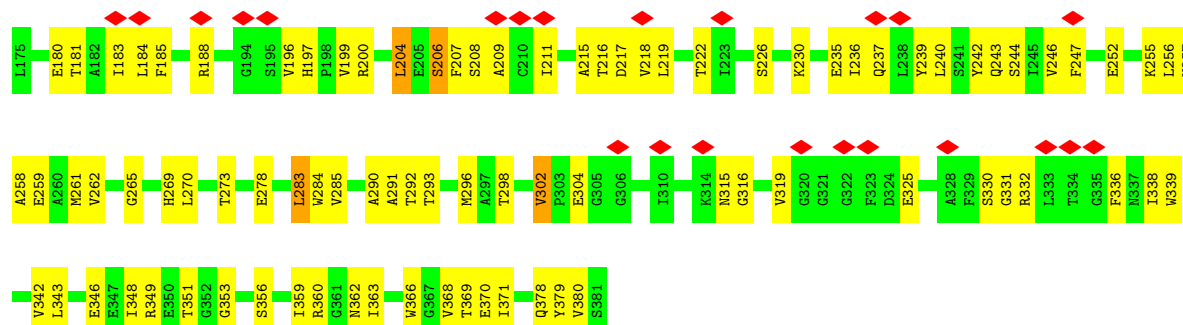 L175 E180 T181 A182 I183 L184 F185 R188 G194 S195 V196 H197 P198 V199 R200 L204 E205 S206 F207 S208 A209 C210 I211 A215 T216 D217 V218 L219 T222 I223 S226 K230 E235 I236 Q237 L238 Y239 L240 S241 Y242 Q243 S244 I245 V246 F247 E252 K255 L256
A258 E259 A260 M261 V262 G265 H269 L270 T273 E278 L283 W284 V285 A290 A291 T292 T293 M296 A297 T298 V302 P303 E304 G305 G306 I310 K314 N315 G316 V319 G320 G321 G322 F323 D324 E325 A328 F329 S330 G331 R332 L333 T334 G335 F336 N337 I338 W339
V342 L343 E346 E347 I348 R349 E350 T351 G352 G353 S356 I359 R360 G361 N362 I363 W366 G367 V368 T369 E370 I371 Q378 Y379 V380 S381